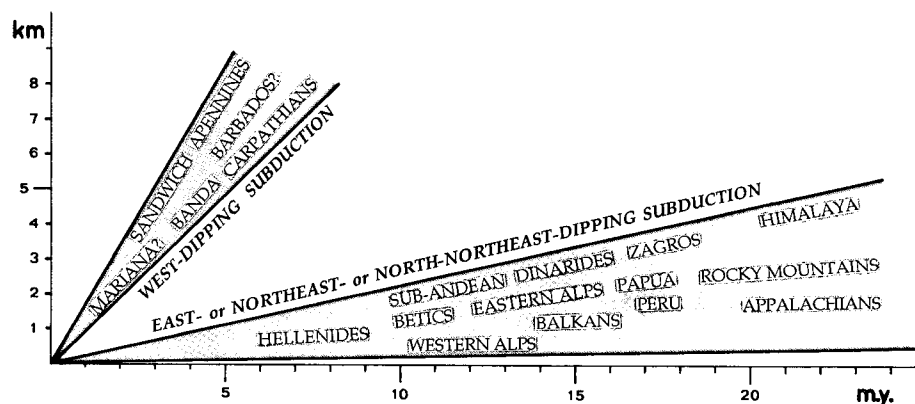 km
8
7
6
5
4
3
2
1
SANDWICH APENNINES
BARBADOS?
MARIANA? BANDA CARPATHIANS
WEST-DIPPING SUBDUCTION
EAST- or NORTHEAST- or NORTH-NORTHEAST-DIPPING SUBDUCTION
HIMALAYA
SUB-ANDEAN DINARIDES ZAGROS
BETICS EASTERN ALPS PAPUA ROCKY MOUNTAINS
HELLENIDES BALKANS PERU APPALACHIANS
WESTERN ALPS
5 10 15 20 m.y.